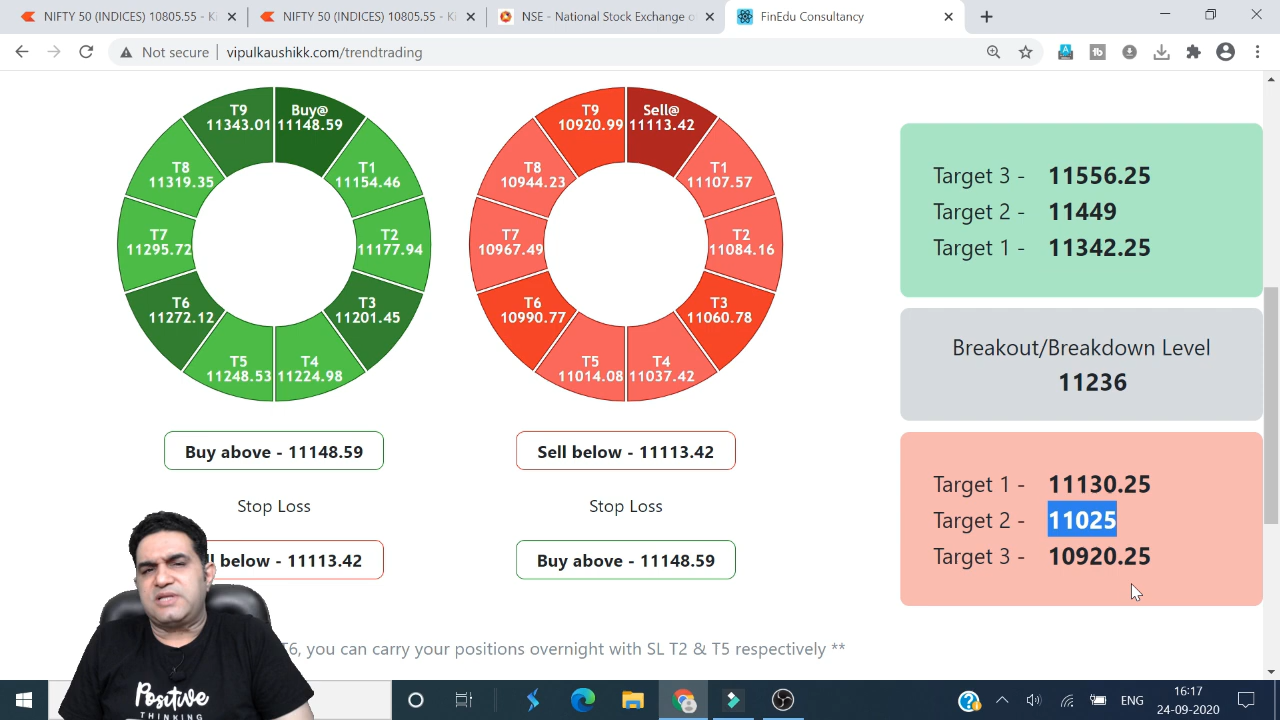 NIFTY 50 (INDICES) 10805.55 - Ki
NIFTY 50 (INDICES) 10805.55 - Ki
NSE - National Stock Exchange o
FinEdu Consultancy
Not secure
vipulkaushikk.com/trendtrading
T9
11343.01
Buy@
11148.59
T1
11154.46
T2
11177.94
T3
11201.45
T4
11224.98
T5
11248.53
T6
11272.12
T7
11295.72
T8
11319.35
T9
10920.99
Sell@
11113.42
T1
11107.57
T2
11084.16
T3
11060.78
T4
11037.42
T5
11014.08
T6
10990.77
T7
10967.49
T8
10944.23
Buy above - 11148.59
Stop Loss
ll below - 11113.42
Sell below - 11113.42
Stop Loss
Buy above - 11148.59
Target 3 - 11556.25
Target 2 - 11449
Target 1 - 11342.25
Breakout/Breakdown Level
11236
Target 1 - 11130.25
Target 2 - 11025
Target 3 - 10920.25
T6, you can carry your positions overnight with SL T2 & T5 respectively **
Positive
THINKING
ENG
16:17
24-09-2020